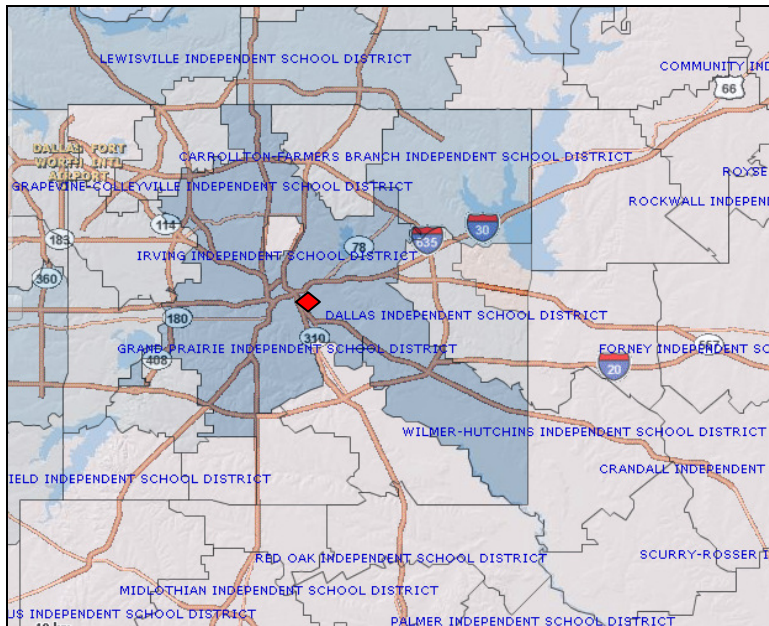 LEWISVILLE INDEPENDENT SCHOOL DISTRICT
COMMUNITY IND
66
DALLAS FORT
WORTH INTL
AIRPORT
CARROLLTON-FARMERS BRANCH INDEPENDENT SCHOOL DISTRICT
ROYSE
GRAPEVINE-COLLEYVILLE INDEPENDENT SCHOOL DISTRICT
ROCKWALL INDEPEN
114
30
183
635
78
IRVING INDEPENDENT SCHOOL DISTRICT
360
180
DALLAS INDEPENDENT SCHOOL DISTRICT
310
GRAND PRAIRIE INDEPENDENT SCHOOL DISTRICT
FORNEY INDEPENDENT SC
557
408
20
WILMER-HUTCHINS INDEPENDENT SCHOOL DISTRICT
CRANDALL INDEPENDENT
FIELD INDEPENDENT SCHOOL DISTRICT
RED OAK INDEPENDENT SCHOOL DISTRICT
SCURRY-ROSSER I
MIDLOTHIAN INDEPENDENT SCHOOL DISTRICT
US INDEPENDENT SCHOOL DISTRICT
PALMER INDEPENDENT SCHOOL DISTRICT